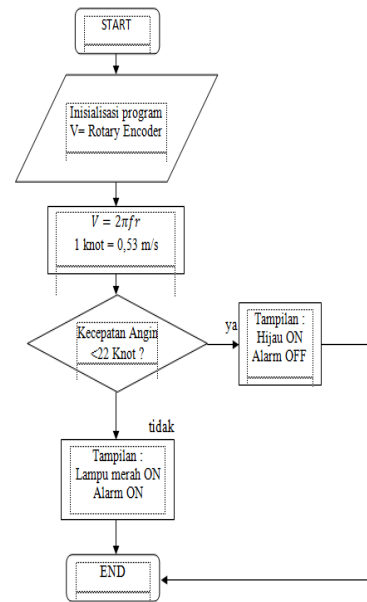 START
Inisialisasi program
V= Rotary Encoder
V = 2πfr
1 knot = 0,53 m/s
Kecepatan Angin
<22 Knot ?
ya
Tampilan :
Hijau ON
Alarm OFF
tidak
Tampilan :
Lampu merah ON
Alarm ON
END